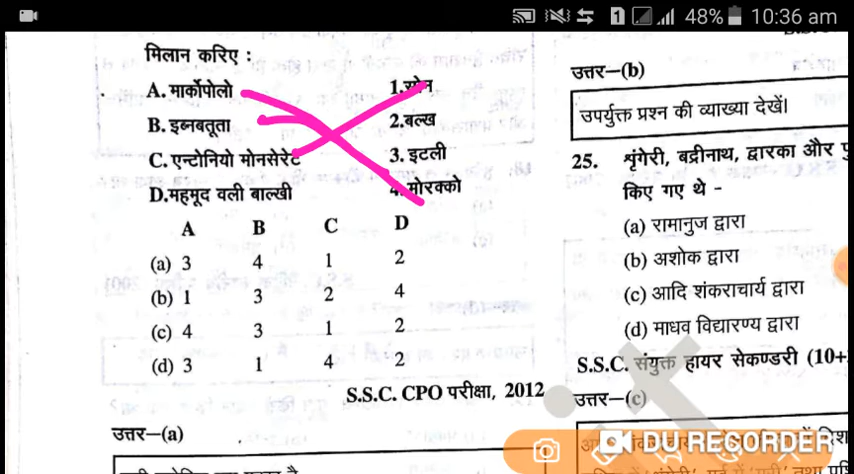 48% 10:36 am
मिलान करिए :
A. मार्कोपोलो 1.स्पेन
B. इब्नबतूता 2.बल्ख
C. एन्टोनियो मोनसेरेट 3. इटली
D.महमूद वली बाल्खी 4.मोरक्को
A B C D
(a) 3 4 1 2
(b) 1 3 2 4
(c) 4 3 1 2
(d) 3 1 4 2
S.S.C. CPO परीक्षा, 2012
उत्तर–(a)
उत्तर–(b)
उपर्युक्त प्रश्न की व्याख्या देखें।
25. शृंगेरी, बद्रीनाथ, द्वारका और पु
किए गए थे -
(a) रामानुज द्वारा
(b) अशोक द्वारा
(c) आदि शंकराचार्य द्वारा
(d) माधव विद्यारण्य द्वारा
S.S.C. संयुक्त हायर सेकण्डरी (10+
उत्तर–(c)
DU RECORDER